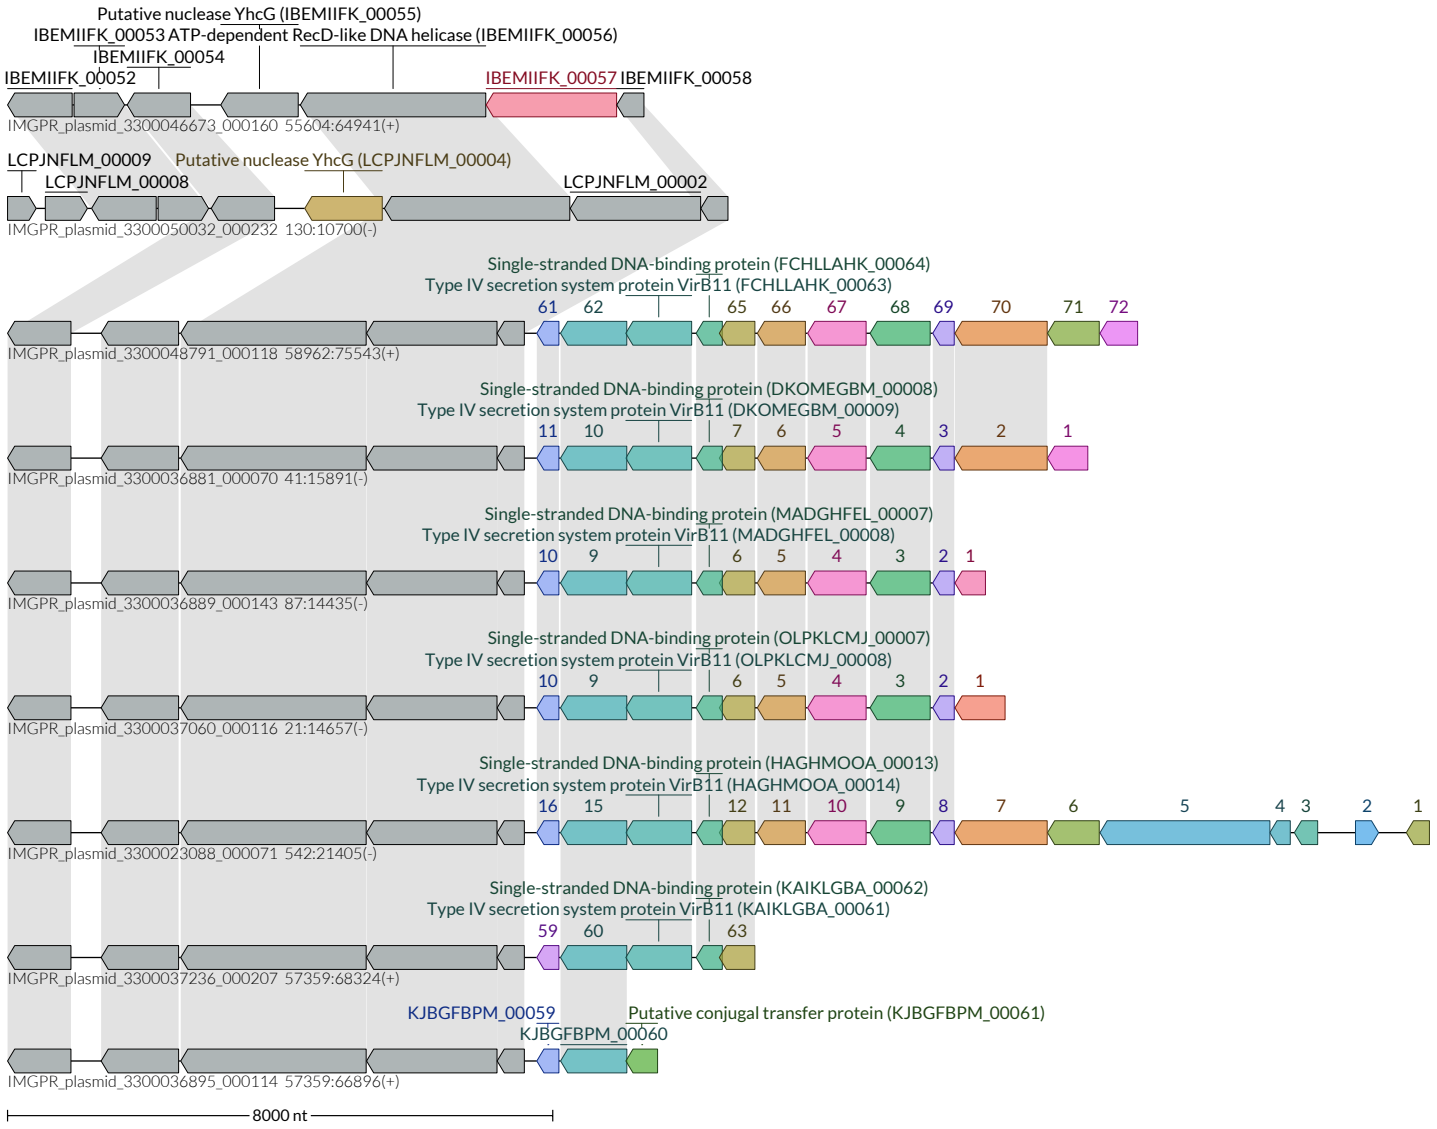 Putative nuclease YhcG (IBEMIIFK_00055)
IBEMIIFK_00053 ATP-dependent RecD-like DNA helicase (IBEMIIFK_00056)
IBEMIIFK_00054
IBEMIIFK_00052 IBEMIIFK_00057 IBEMIIFK_00058
IMGPR_plasmid_3300046673_000160 55604:64941(+)
LCPJNFLM_00009 Putative nuclease YhcG (LCPJNFLM_00004)
LCPJNFLM_00008 LCPJNFLM_00002
IMGPR_plasmid_3300050032_000232 130:10700(-)
Single-stranded DNA-binding protein (FCHLLAHK_00064)
Type IV secretion system protein VirB11 (FCHLLAHK_00063)
61 62 65 66 67 68 69 70 71 72
IMGPR_plasmid_3300048791_000118 58962:75543(+)
Single-stranded DNA-binding protein (DKOMEGBM_00008)
Type IV secretion system protein VirB11 (DKOMEGBM_00009)
11 10 7 6 5 4 3 2 1
IMGPR_plasmid_3300036881_000070 41:15891(-)
Single-stranded DNA-binding protein (MADGHFEL_00007)
Type IV secretion system protein VirB11 (MADGHFEL_00008)
10 9 6 5 4 3 2 1
IMGPR_plasmid_3300036889_000143 87:14435(-)
Single-stranded DNA-binding protein (OLPKLCMJ_00007)
Type IV secretion system protein VirB11 (OLPKLCMJ_00008)
10 9 6 5 4 3 2 1
IMGPR_plasmid_3300037060_000116 21:14657(-)
Single-stranded DNA-binding protein (HAGHMOOA_00013)
Type IV secretion system protein VirB11 (HAGHMOOA_00014)
16 15 12 11 10 9 8 7 6 5 4 3 2 1
IMGPR_plasmid_3300023088_000071 542:21405(-)
Single-stranded DNA-binding protein (KAIKLGBA_00062)
Type IV secretion system protein VirB11 (KAIKLGBA_00061)
59 60 63
IMGPR_plasmid_3300037236_000207 57359:68324(+)
KJBGFBPM_00059 Putative conjugal transfer protein (KJBGFBPM_00061)
KJBGFBPM_00060
IMGPR_plasmid_3300036895_000114 57359:66896(+)
8000 nt